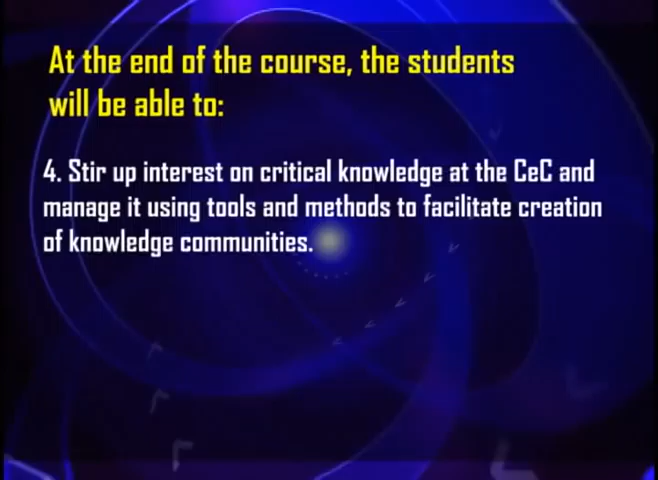 At the end of the course, the students
will be able to:
4. Stir up interest on critical knowledge at the CeC and
manage it using tools and methods to facilitate creation
of knowledge communities.